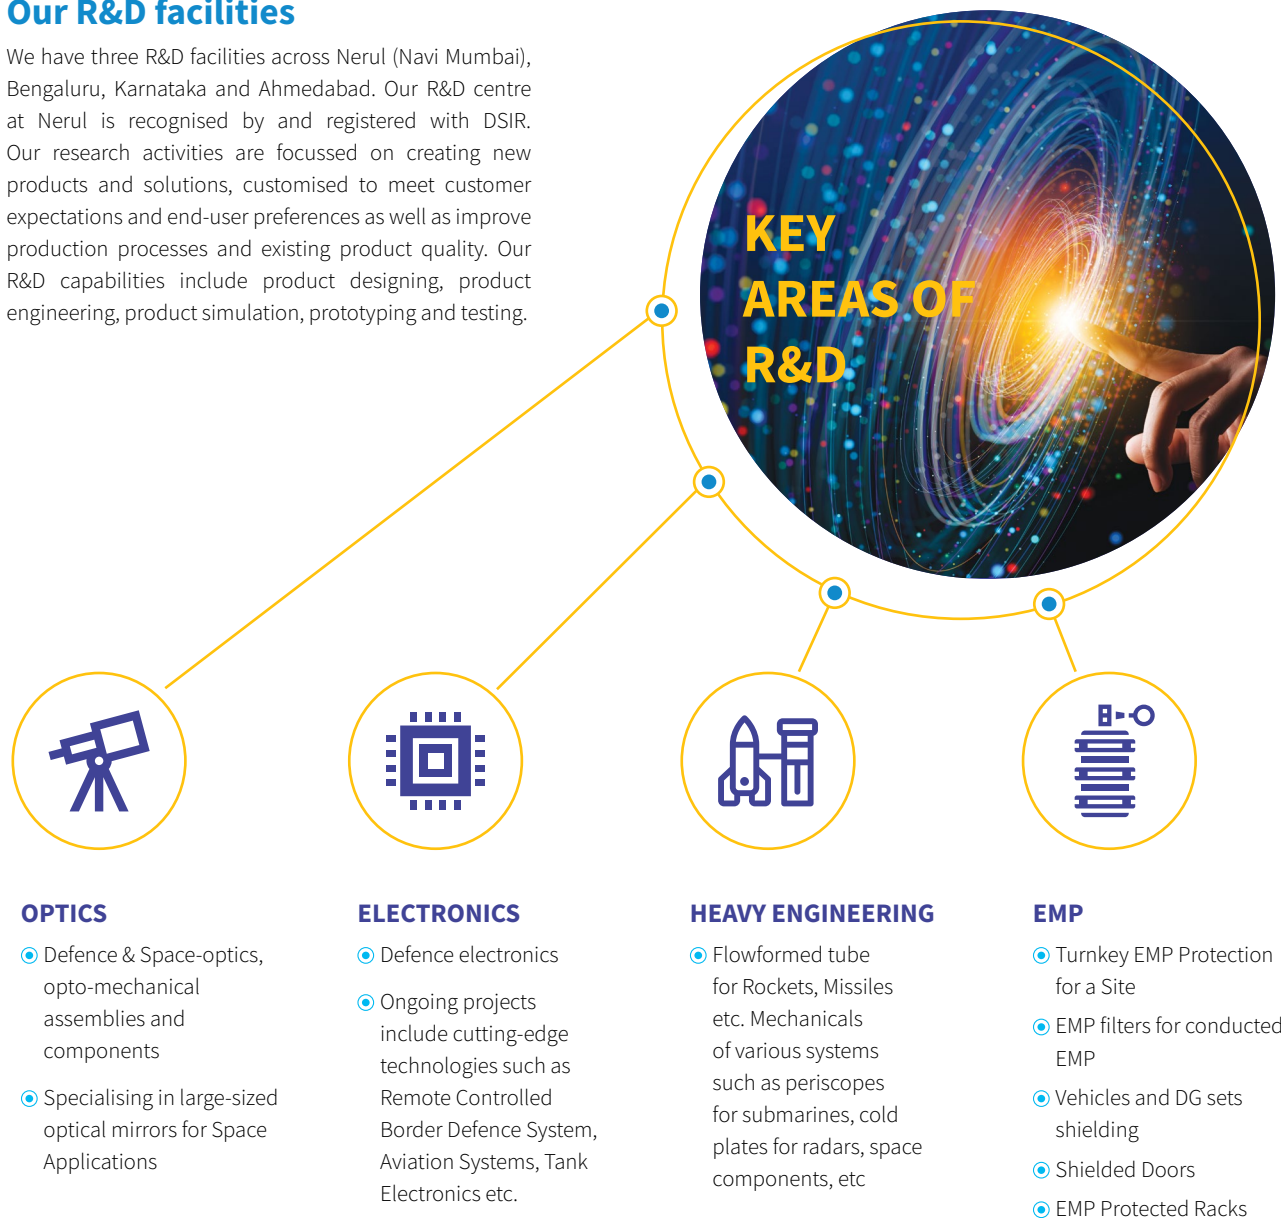 Our R&D facilities
We have three R&D facilities across Nerul (Navi Mumbai),
Bengaluru, Karnataka and Ahmedabad. Our R&D centre
at Nerul is recognised by and registered with DSIR.
Our research activities are focussed on creating new
products and solutions, customised to meet customer
expectations and end-user preferences as well as improve
production processes and existing product quality. Our
R&D capabilities include product designing, product
engineering, product simulation, prototyping and testing.
KEY
AREAS OF
R&D
OPTICS
Defence & Space-optics,
opto-mechanical
assemblies and
components
Specialising in large-sized
optical mirrors for Space
Applications
ELECTRONICS
Defence electronics
Ongoing projects
include cutting-edge
technologies such as
Remote Controlled
Border Defence System,
Aviation Systems, Tank
Electronics etc.
HEAVY ENGINEERING
Flowformed tube
for Rockets, Missiles
etc. Mechanicals
of various systems
such as periscopes
for submarines, cold
plates for radars, space
components, etc
EMP
Turnkey EMP Protection
for a Site
EMP filters for conducted
EMP
Vehicles and DG sets
shielding
Shielded Doors
EMP Protected Racks